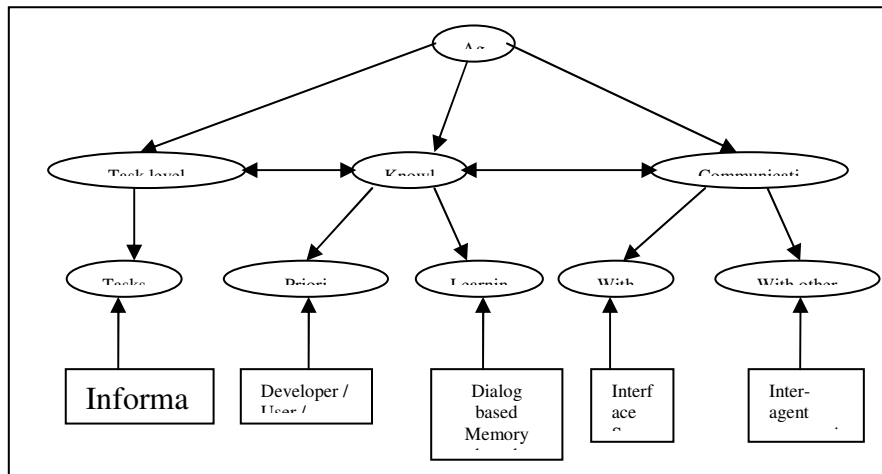 Ag
Task level
Knowl
Communicati
Tasks
Priori
Learnin
With
With other
Informa
Developer /
User /
Dialog
based
Memory
Interf
ace
Inter-
agent